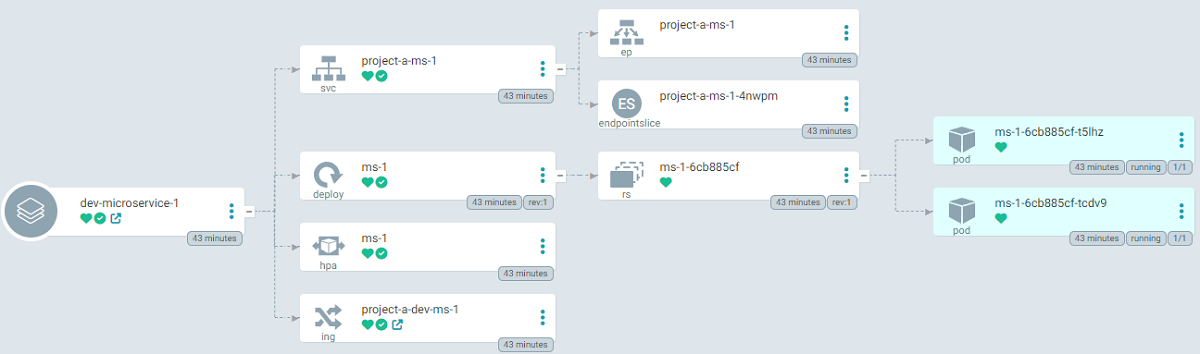 dev-microservice-1
43 minutes
project-a-ms-1
svc
43 minutes
ms-1
deploy
43 minutes
rev:1
ms-1
hpa
43 minutes
project-a-dev-ms-1
ing
43 minutes
project-a-ms-1
ep
43 minutes
ES
project-a-ms-1-4nwpm
endpointslice
43 minutes
ms-1-6cb885cf
rs
43 minutes
rev:1
ms-1-6cb885cf-t5lhz
pod
43 minutes
running
1/1
ms-1-6cb885cf-tcdv9
pod
43 minutes
running
1/1